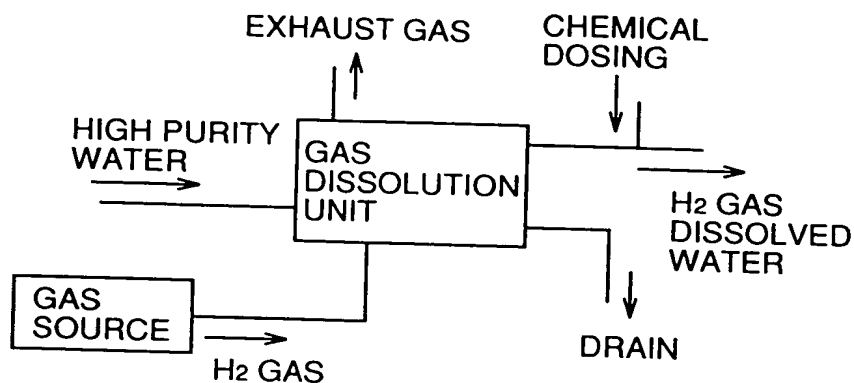 EXHAUST GAS
CHEMICAL
DOSING
HIGH PURITY
WATER
GAS
DISSOLUTION
UNIT
H2 GAS
DISSOLVED
WATER
GAS
SOURCE
H2 GAS
DRAIN